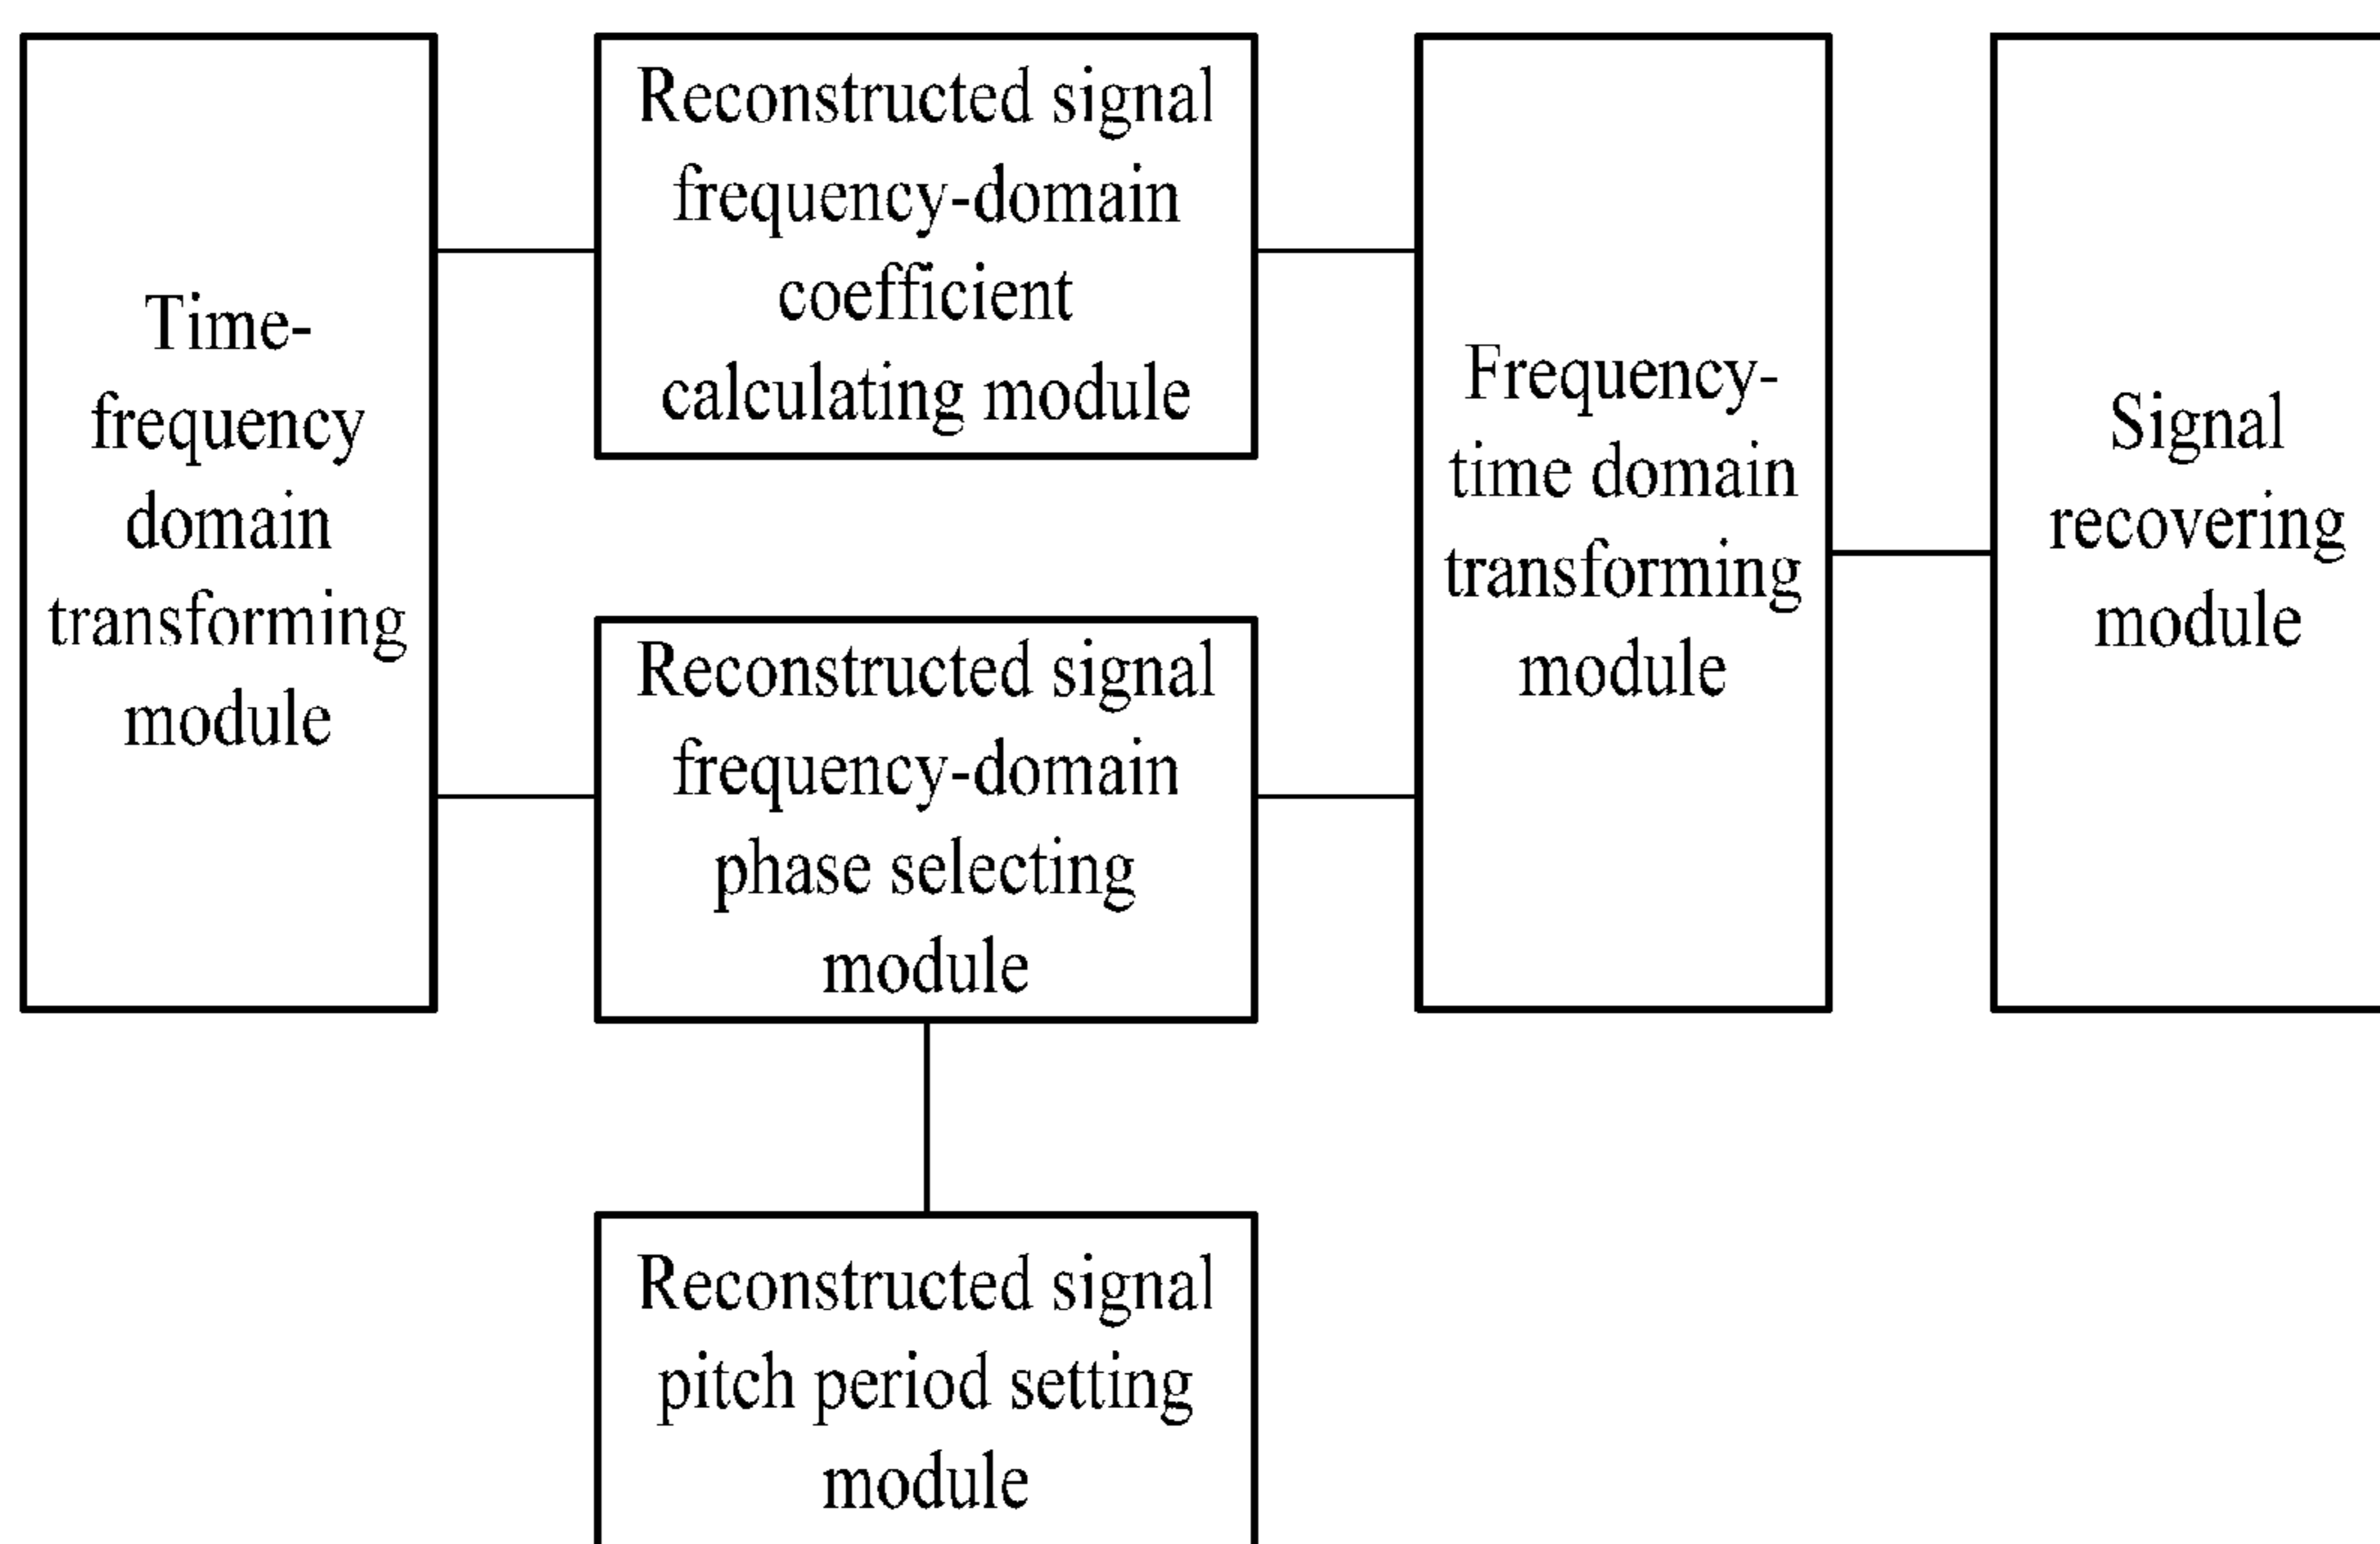 Time-
frequency
domain
transforming
module
Reconstructed signal
frequency-domain
coefficient
calculating module
Reconstructed signal
frequency-domain
phase selecting
module
Reconstructed signal
pitch period setting
module
Frequency-
time domain
transforming
module
Signal
recovering
module